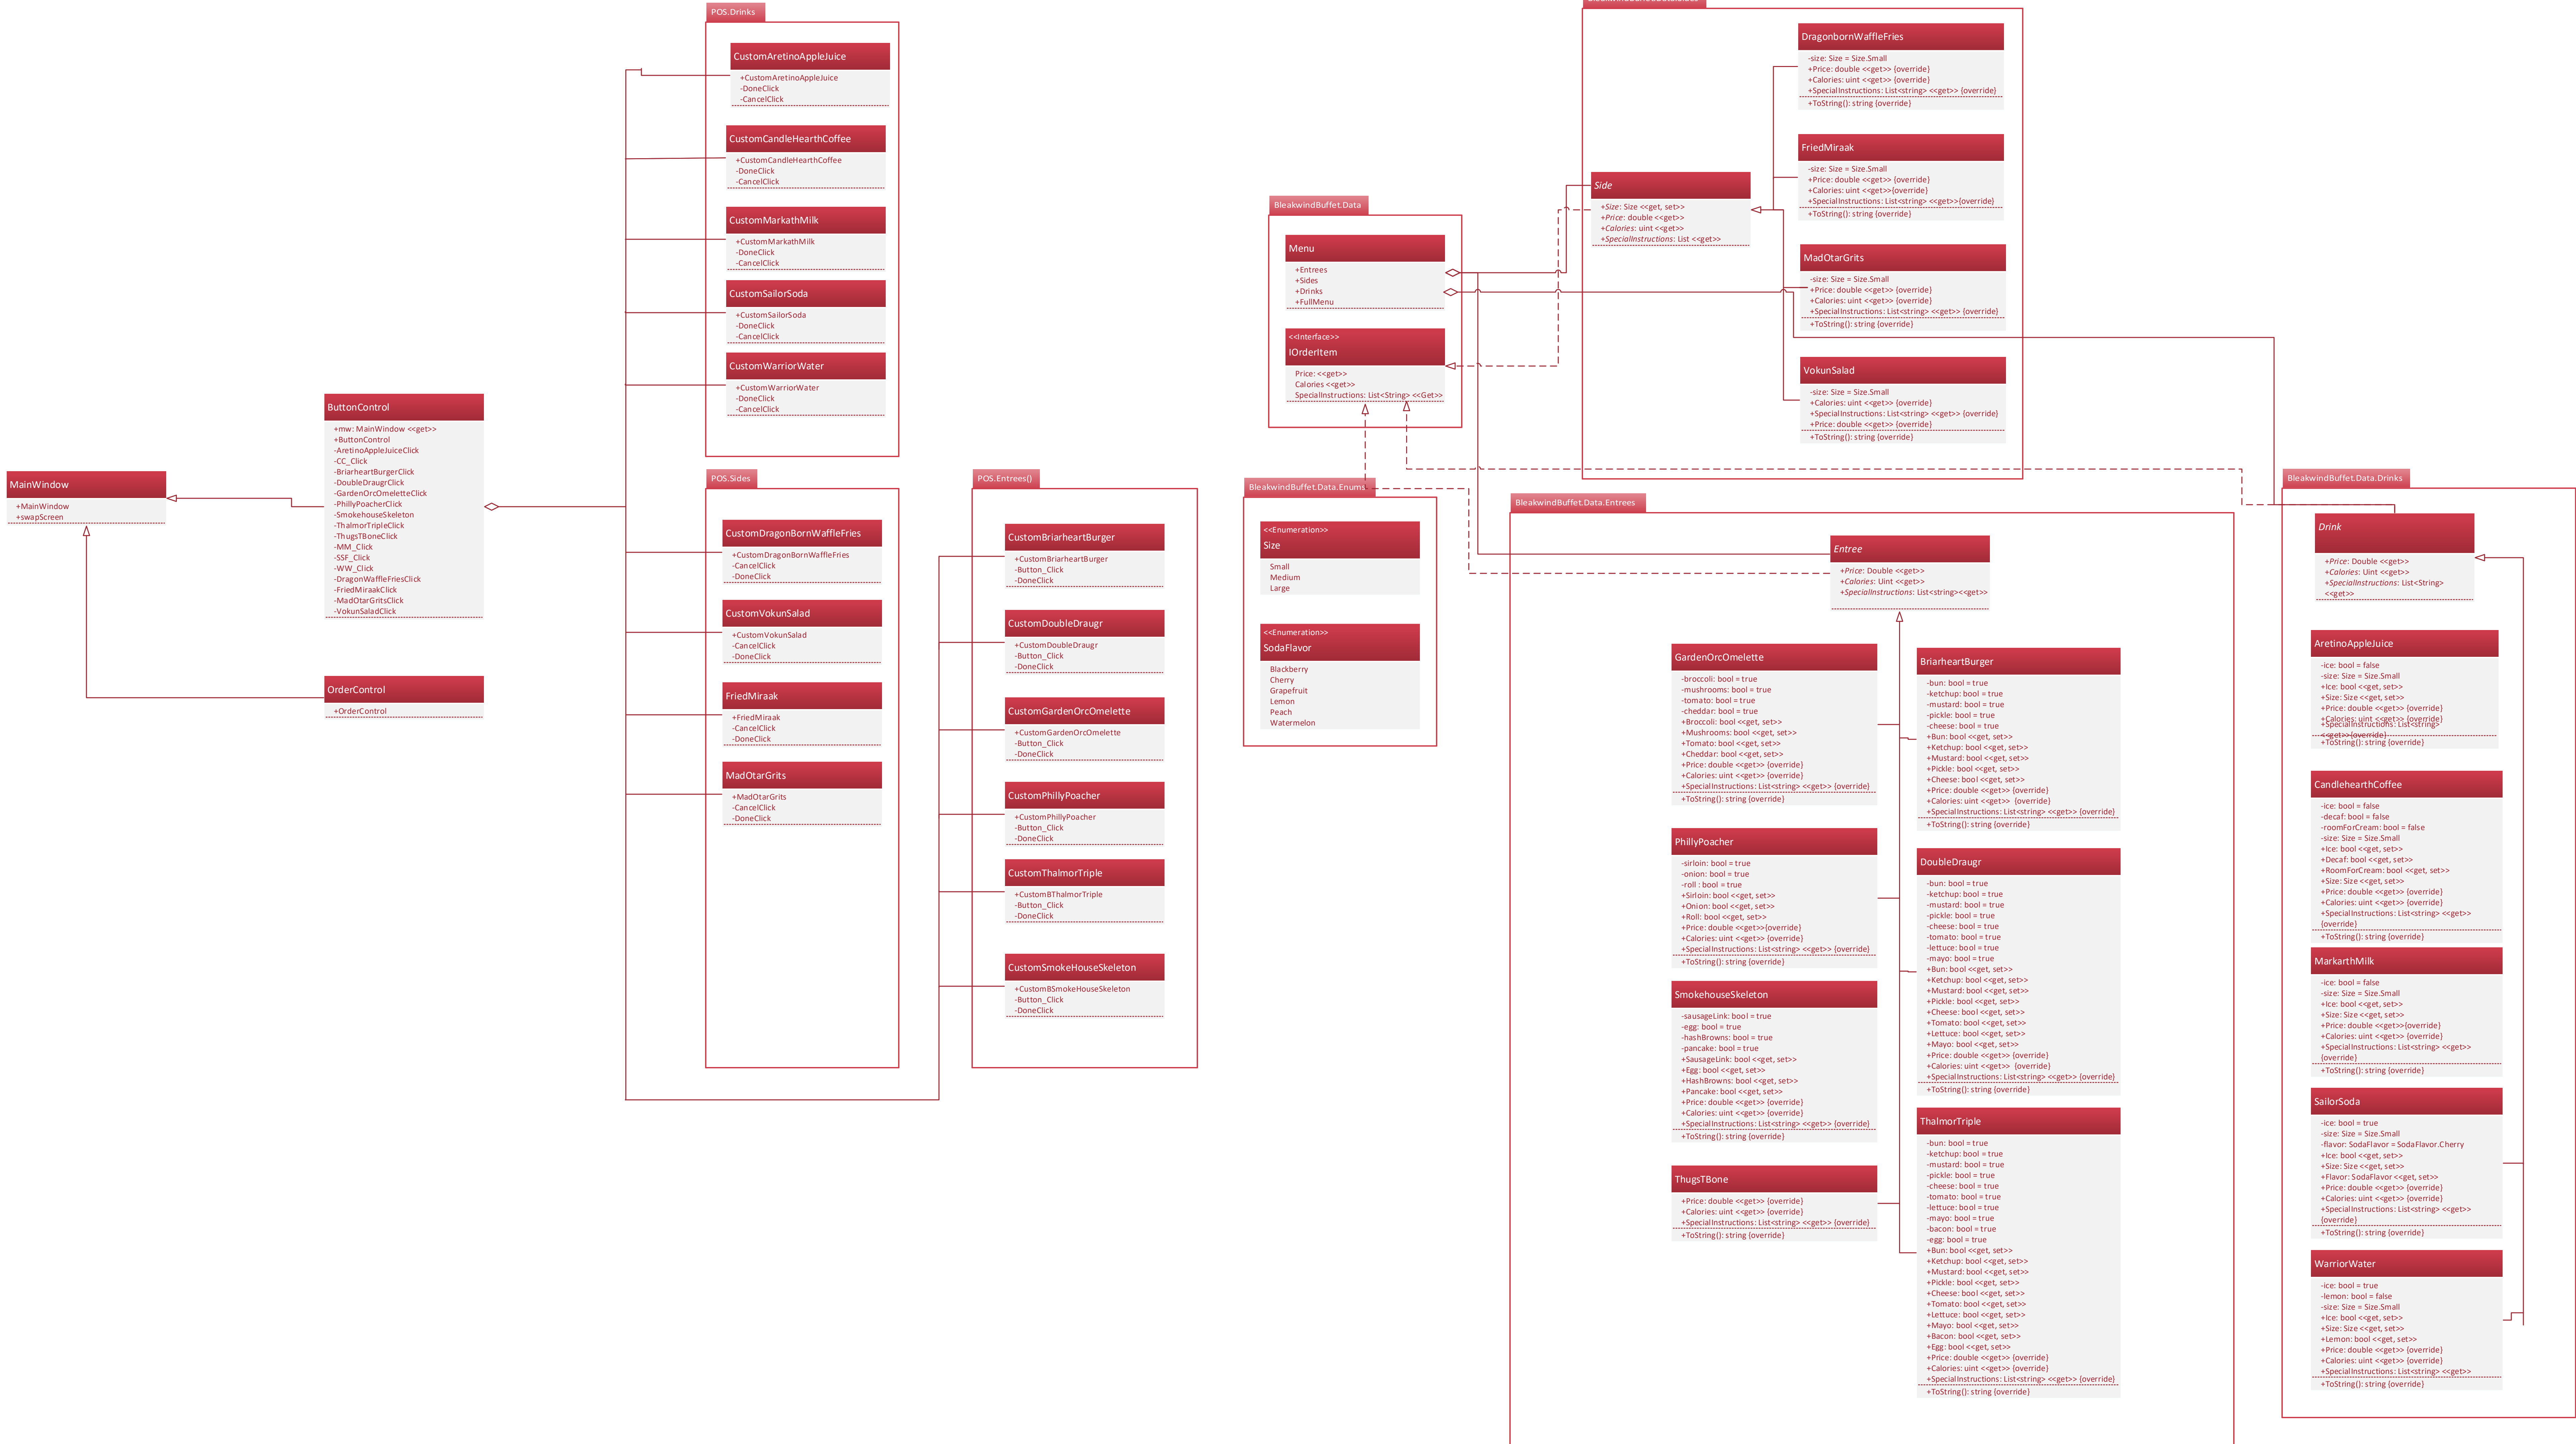 POS.Drinks
CustomAretinoAppleJuice
+CustomAretinoAppleJuice
-DoneClick
-CancelClick
CustomCandleHearthCoffee
+CustomCandleHearthCoffee
-DoneClick
-CancelClick
CustomMarkathMilk
+CustomMarkathMilk
-DoneClick
-CancelClick
CustomSailorSoda
+CustomSailorSoda
-DoneClick
-CancelClick
CustomWarriorWater
+CustomWarriorWater
-DoneClick
-CancelClick
MainWindow
+MainWindow
+swapScreen
ButtonControl
+mw: MainWindow <<get>>
+ButtonControl
-AretinoAppleJuiceClick
-CC_Click
-BriarheartBurgerClick
-DoubleDraugrClick
-GardenOrcOmeletteClick
-PhillyPoacherClick
-SmokehouseSkeleton
-ThalmorTripleClick
-ThugsTBoneClick
-MM_Click
-SSF_Click
-WW_Click
-DragonWaffleFriesClick
-FriedMiraakClick
-MadOtarGritsClick
-VokunSaladClick
OrderControl
+OrderControl
POS.Sides
CustomDragonBornWaffleFries
+CustomDragonBornWaffleFries
-CancelClick
-DoneClick
CustomVokunSalad
+CustomVokunSalad
-CancelClick
-DoneClick
FriedMiraak
+FriedMiraak
-CancelClick
-DoneClick
MadOtarGrits
+MadOtarGrits
-CancelClick
-DoneClick
POS.Entrees()
CustomBriarheartBurger
+CustomBriarheartBurger
-Button_Click
-DoneClick
CustomDoubleDraugr
+CustomDoubleDraugr
-Button_Click
-DoneClick
CustomGardenOrcOmelette
+CustomGardenOrcOmelette
-Button_Click
-DoneClick
CustomPhillyPoacher
+CustomPhillyPoacher
-Button_Click
-DoneClick
CustomThalmorTriple
+CustomBThalmorTriple
-Button_Click
-DoneClick
CustomSmokeHouseSkeleton
+CustomBSmokeHouseSkeleton
-Button_Click
-DoneClick
BleakwindBuffet.Data
Menu
+Entrees
+Sides
+Drinks
+FullMenu
<<Interface>>
IOrderItem
Price: <<get>>
Calories <<get>>
SpecialInstructions: List<String> <<Get>>
BleakwindBuffet.Data.Enums
<<Enumeration>>
Size
Small
Medium
Large
<<Enumeration>>
SodaFlavor
Blackberry
Cherry
Grapefruit
Lemon
Peach
Watermelon
Side
+Size: Size <<get, set>>
+Price: double <<get>>
+Calories: uint <<get>>
+SpecialInstructions: List <<get>>
DragonbornWaffleFries
-size: Size = Size.Small
+Price: double <<get>> {override}
+Calories: uint <<get>> {override}
+SpecialInstructions: List<string> <<get>> {override}
+ToString(): string {override}
FriedMiraak
-size: Size = Size.Small
+Price: double <<get>> {override}
+Calories: uint <<get>>{override}
+SpecialInstructions: List<string> <<get>>{override}
+ToString(): string {override}
MadOtarGrits
-size: Size = Size.Small
+Price: double <<get>> {override}
+Calories: uint <<get>> {override}
+SpecialInstructions: List<string> <<get>> {override}
+ToString(): string {override}
VokunSalad
-size: Size = Size.Small
+Calories: uint <<get>> {override}
+SpecialInstructions: List<string> <<get>> {override}
+Price: double <<get>> {override}
+ToString(): string {override}
BleakwindBuffet.Data.Entrees
Entree
+Price: Double <<get>>
+Calories: Uint <<get>>
+SpecialInstructions: List<string><<get>>
GardenOrcOmelette
-broccoli: bool = true
-mushrooms: bool = true
-tomato: bool = true
-cheddar: bool = true
+Broccoli: bool <<get, set>>
+Mushrooms: bool <<get, set>>
+Tomato: bool <<get, set>>
+Cheddar: bool <<get, set>>
+Price: double <<get>> {override}
+Calories: uint <<get>> {override}
+SpecialInstructions: List<string> <<get>> {override}
+ToString(): string {override}
PhillyPoacher
-sirloin: bool = true
-onion: bool = true
-roll : bool = true
+Sirloin: bool <<get, set>>
+Onion: bool <<get, set>>
+Roll: bool <<get, set>>
+Price: double <<get>>{override}
+Calories: uint <<get>> {override}
+SpecialInstructions: List<string> <<get>> {override}
+ToString(): string {override}
SmokehouseSkeleton
-sausageLink: bool = true
-egg: bool = true
-hashBrowns: bool = true
-pancake: bool = true
+SausageLink: bool <<get, set>>
+Egg: bool <<get, set>>
+HashBrowns: bool <<get, set>>
+Pancake: bool <<get, set>>
+Price: double <<get>> {override}
+Calories: uint <<get>> {override}
+SpecialInstructions: List<string> <<get>> {override}
+ToString(): string {override}
ThugsTBone
+Price: double <<get>> {override}
+Calories: uint <<get>> {override}
+SpecialInstructions: List<string> <<get>> {override}
+ToString(): string {override}
BriarheartBurger
-bun: bool = true
-ketchup: bool = true
-mustard: bool = true
-pickle: bool = true
-cheese: bool = true
+Bun: bool <<get, set>>
+Ketchup: bool <<get, set>>
+Mustard: bool <<get, set>>
+Pickle: bool <<get, set>>
+Cheese: bool <<get, set>>
+Price: double <<get>> {override}
+Calories: uint <<get>> {override}
+SpecialInstructions: List<string> <<get>> {override}
+ToString(): string {override}
DoubleDraugr
-bun: bool = true
-ketchup: bool = true
-mustard: bool = true
-pickle: bool = true
-cheese: bool = true
-tomato: bool = true
-lettuce: bool = true
-mayo: bool = true
+Bun: bool <<get, set>>
+Ketchup: bool <<get, set>>
+Mustard: bool <<get, set>>
+Pickle: bool <<get, set>>
+Cheese: bool <<get, set>>
+Tomato: bool <<get, set>>
+Lettuce: bool <<get, set>>
+Mayo: bool <<get, set>>
+Price: double <<get>> {override}
+Calories: uint <<get>> {override}
+SpecialInstructions: List<string> <<get>> {override}
+ToString(): string {override}
ThalmorTriple
-bun: bool = true
-ketchup: bool = true
-mustard: bool = true
-pickle: bool = true
-cheese: bool = true
-tomato: bool = true
-lettuce: bool = true
-mayo: bool = true
-bacon: bool = true
-egg: bool = true
+Bun: bool <<get, set>>
+Ketchup: bool <<get, set>>
+Mustard: bool <<get, set>>
+Pickle: bool <<get, set>>
+Cheese: bool <<get, set>>
+Tomato: bool <<get, set>>
+Lettuce: bool <<get, set>>
+Mayo: bool <<get, set>>
+Bacon: bool <<get, set>>
+Egg: bool <<get, set>>
+Price: double <<get>> {override}
+Calories: uint <<get>> {override}
+SpecialInstructions: List<string> <<get>> {override}
+ToString(): string {override}
BleakwindBuffet.Data.Drinks
Drink
+Price: Double <<get>>
+Calories: Uint <<get>>
+SpecialInstructions: List<String>
<<get>>
AretinoAppleJuice
-ice: bool = false
-size: Size = Size.Small
+Ice: bool <<get, set>>
+Size: Size <<get, set>>
+Price: double <<get>> {override}
+Calories: uint <<get>> {override}
+SpecialInstructions: List<string>
<<get>>{override}
+ToString(): string {override}
CandlehearthCoffee
-ice: bool = false
-decaf: bool = false
-roomForCream: bool = false
-size: Size = Size.Small
+Ice: bool <<get, set>>
+Decaf: bool <<get, set>>
+RoomForCream: bool <<get, set>>
+Size: Size <<get, set>>
+Price: double <<get>> {override}
+Calories: uint <<get>> {override}
+SpecialInstructions: List<string> <<get>>
{override}
+ToString(): string {override}
MarkarthMilk
-ice: bool = false
-size: Size = Size.Small
+Ice: bool <<get, set>>
+Size: Size <<get, set>>
+Price: double <<get>>{override}
+Calories: uint <<get>> {override}
+SpecialInstructions: List<string> <<get>>
{override}
+ToString(): string {override}
SailorSoda
-ice: bool = true
-size: Size = Size.Small
-flavor: SodaFlavor = SodaFlavor.Cherry
+Ice: bool <<get, set>>
+Size: Size <<get, set>>
+Flavor: SodaFlavor <<get, set>>
+Price: double <<get>> {override}
+Calories: uint <<get>> {override}
+SpecialInstructions: List<string> <<get>>
{override}
+ToString(): string {override}
WarriorWater
-ice: bool = true
-lemon: bool = false
-size: Size = Size.Small
+Ice: bool <<get, set>>
+Size: Size <<get, set>>
+Lemon: bool <<get, set>>
+Price: double <<get>> {override}
+Calories: uint <<get>> {override}
+SpecialInstructions: List<string> <<get>>
+ToString(): string {override}